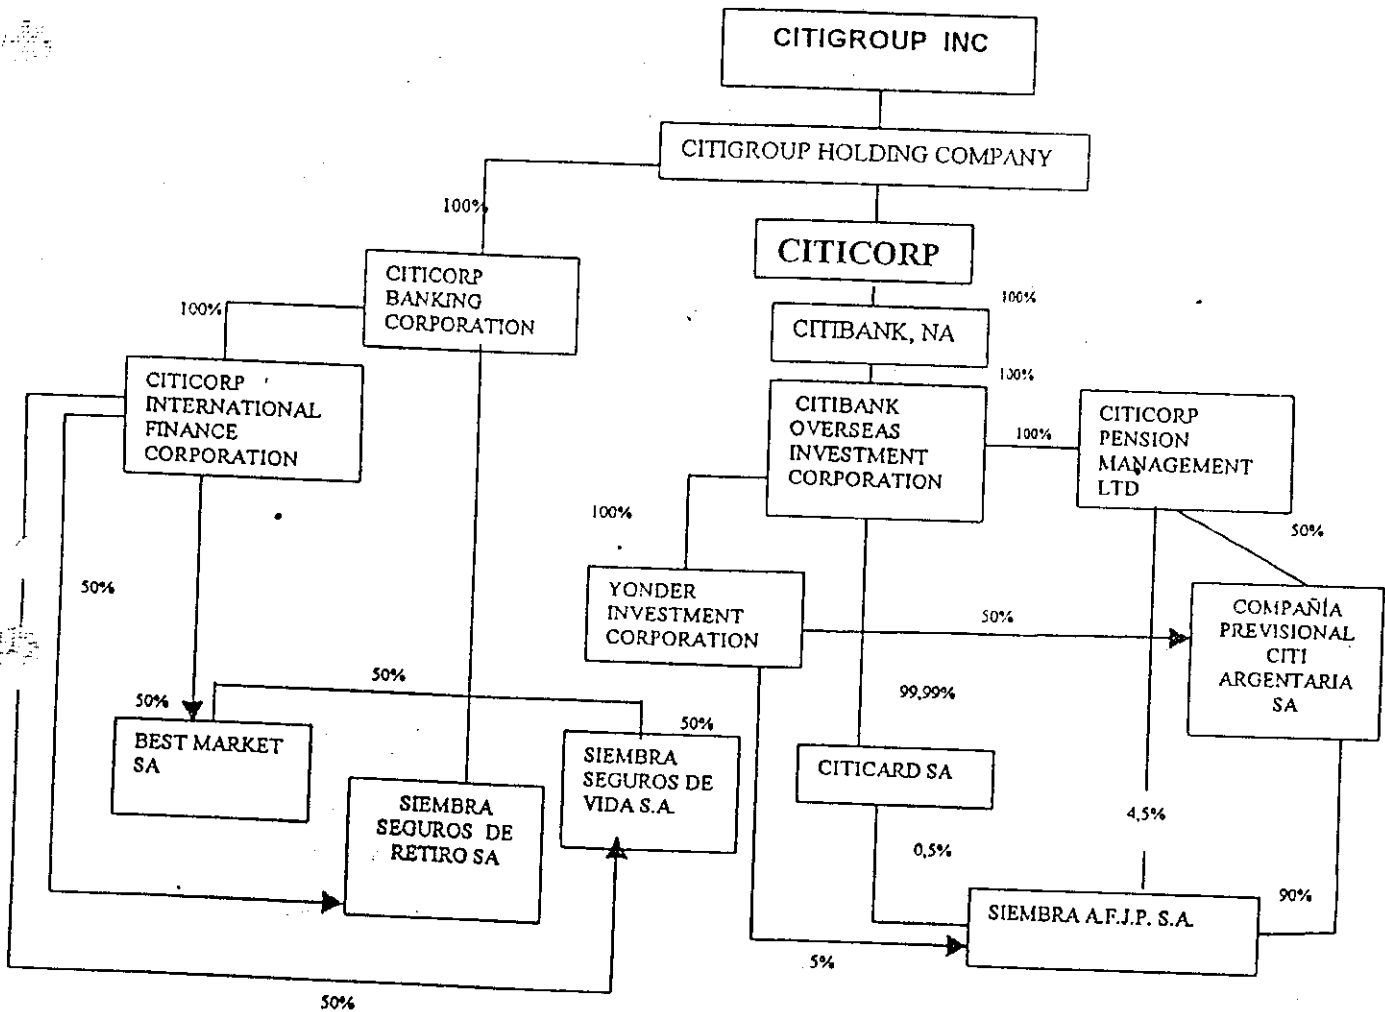 CITIGROUP INC
CITIGROUP HOLDING COMPANY
100%
CITICORP
CITICORP
BANKING
CORPORATION
100%
100%
CITIBANK, NA
100%
CITICORP
INTERNATIONAL
FINANCE
CORPORATION
CITIBANK
OVERSEAS
INVESTMENT
CORPORATION
100%
CITICORP
PENSION
MANAGEMENT
LTD
100%
50%
50%
YONDER
INVESTMENT
CORPORATION
50%
COMPAÑÍA
PREVISIONAL
CITI
ARGENTARIA
SA
50%
50%
99,99%
50%
BEST MARKET
SA
SIEMBRA
SEGUROS DE
VIDA S.A.
CITICARD SA
SIEMBRA
SEGUROS DE
RETIRO SA
4,5%
0,5%
90%
SIEMBRA A.F.J.P. S.A.
5%
50%